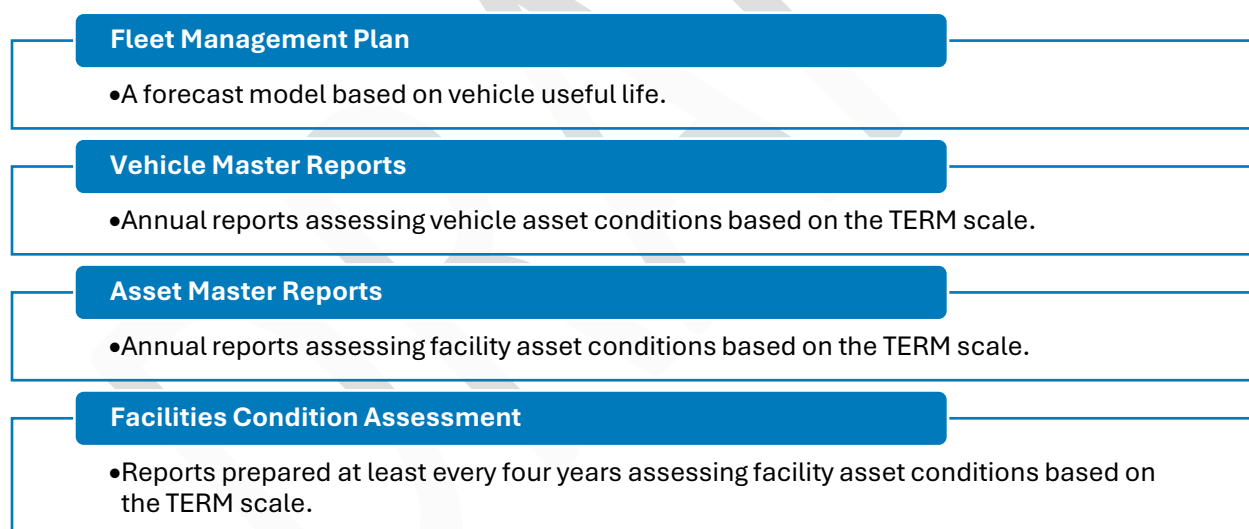 Fleet Management Plan
•A forecast model based on vehicle useful life.
Vehicle Master Reports
•Annual reports assessing vehicle asset conditions based on the TERM scale.
Asset Master Reports
•Annual reports assessing facility asset conditions based on the TERM scale.
Facilities Condition Assessment
•Reports prepared at least every four years assessing facility asset conditions based on
the TERM scale.